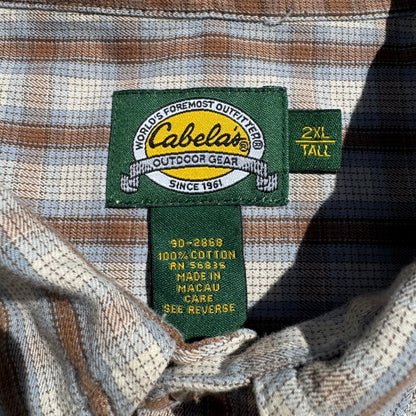 WORLD'S FOREMOST OUTFITTER®
Cabela's®
OUTDOOR GEAR
SINCE 1961
2XL
TALL
90-2868
100% COTTON
RN 56835
MADE IN
MACAU
CARE
SEE REVERSE